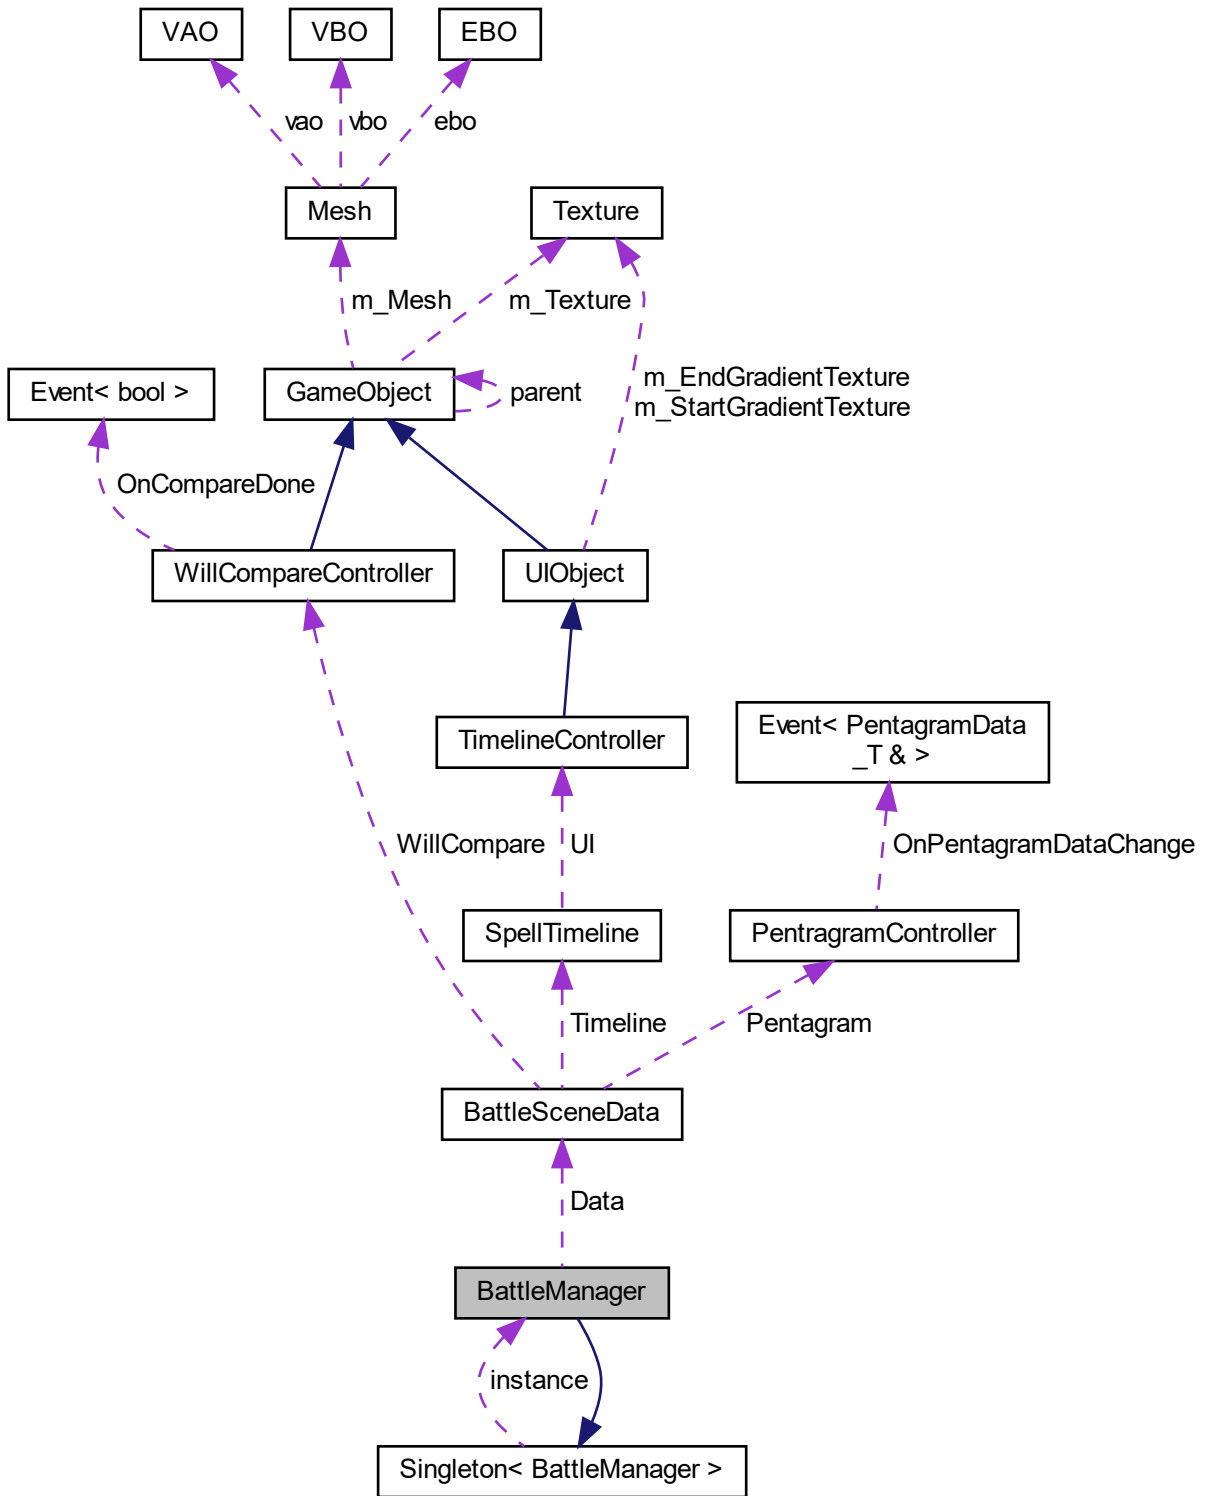 VAO
VBO
EBO
vao
vbo
ebo
Mesh
Texture
m_Mesh
m_Texture
Event< bool >
GameObject
parent
m_EndGradientTexture
m_StartGradientTexture
OnCompareDone
WillCompareController
UIObject
TimelineController
Event< PentagramData
_T & >
WillCompare
UI
OnPentagramDataChange
SpellTimeline
PentragramController
Timeline
Pentagram
BattleSceneData
Data
BattleManager
instance
Singleton< BattleManager >